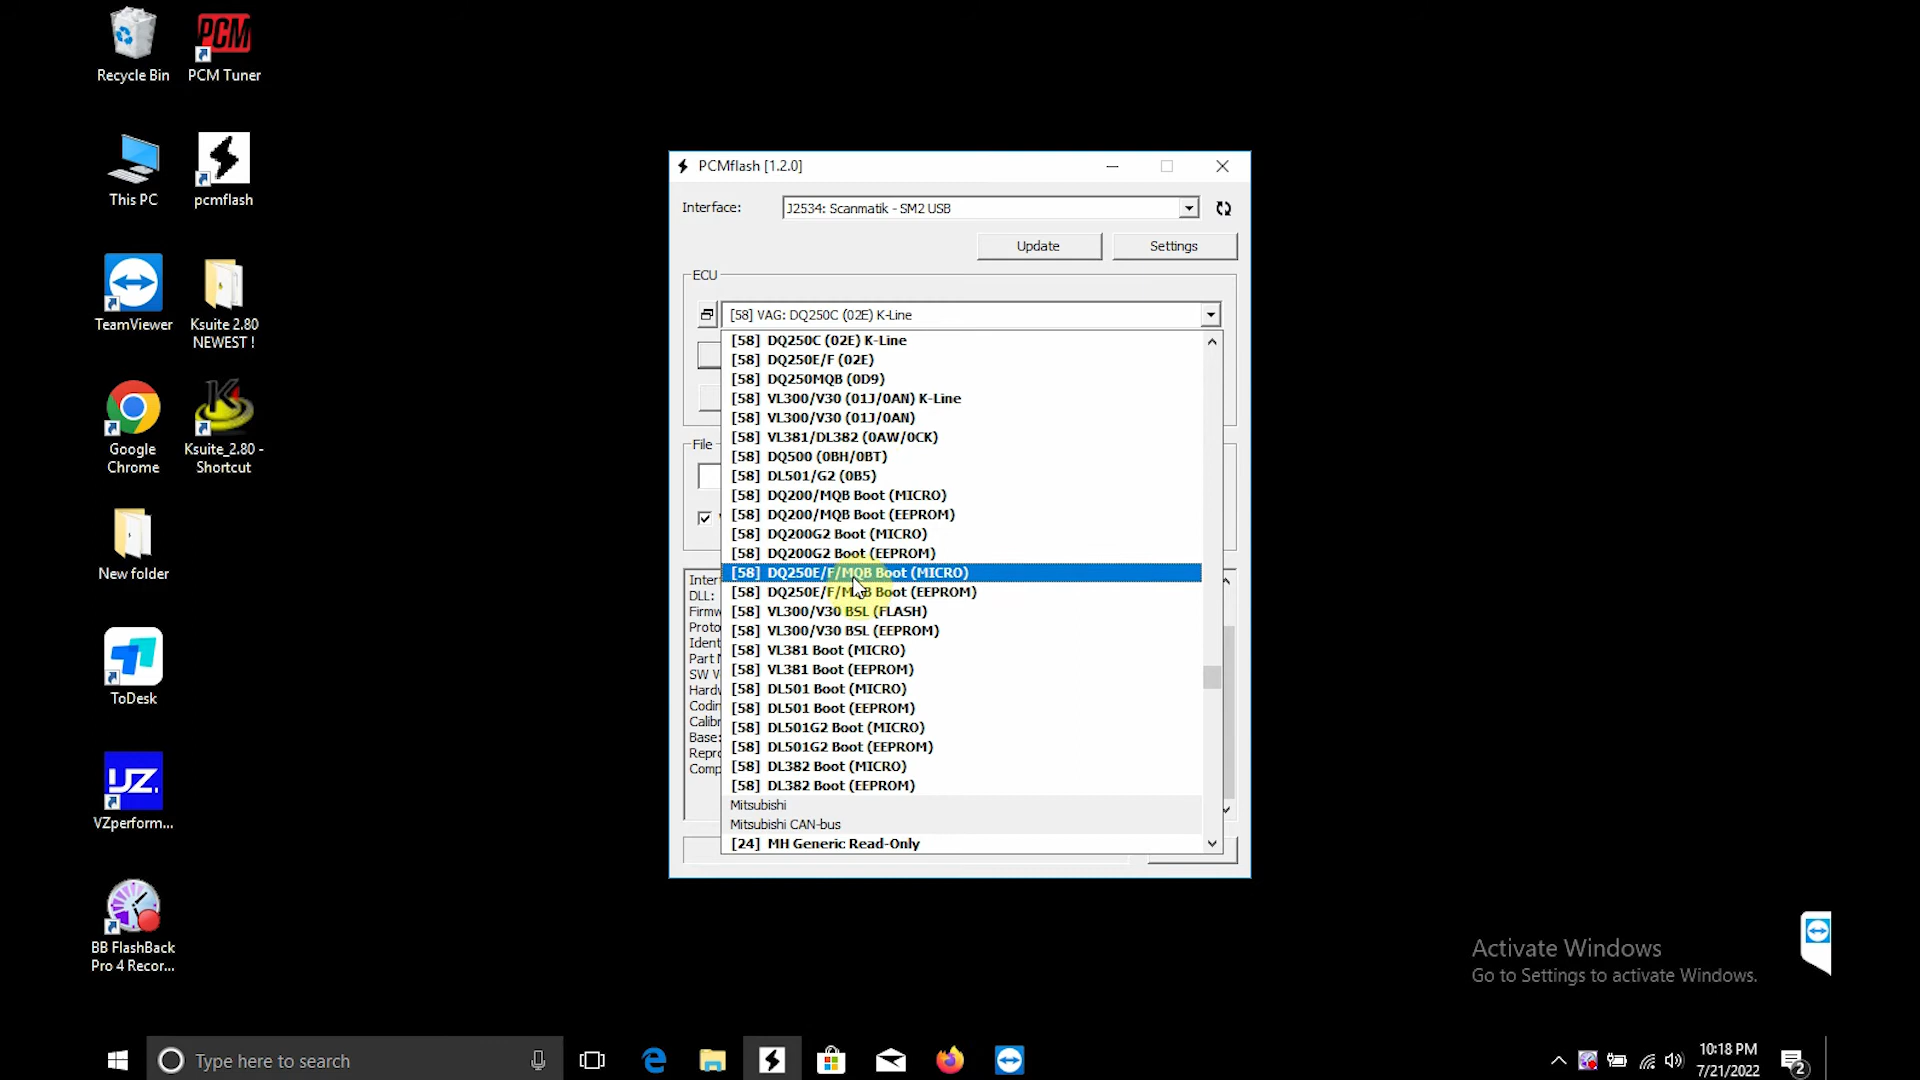 Recycle Bin
PCM
PCM Tuner
This PC
pcmflash
TeamViewer
Ksuite 2.80
NEWEST !
Google
Chrome
K
Ksuite_2.80 -
Shortcut
New folder
ToDesk
VZ.
VZperform...
BB FlashBack
Pro 4 Recor...
PCMflash [1.2.0]
Interface:
J2534: Scanmatik - SM2 USB
Update
Settings
ECU
[58] VAG: DQ250C (02E) K-Line
[58] DQ250C (02E) K-Line
[58] DQ250E/F (02E)
[58] DQ250MQB (0D9)
[58] VL300/V30 (01J/0AN) K-Line
[58] VL300/V30 (01J/0AN)
[58] VL381/DL382 (0AW/0CK)
[58] DQ500 (0BH/0BT)
[58] DL501/G2 (0B5)
[58] DQ200/MQB Boot (MICRO)
[58] DQ200/MQB Boot (EEPROM)
[58] DQ200G2 Boot (MICRO)
[58] DQ200G2 Boot (EEPROM)
[58] DQ250E/F/MQB Boot (MICRO)
[58] DQ250E/F/MQB Boot (EEPROM)
[58] VL300/V30 BSL (FLASH)
[58] VL300/V30 BSL (EEPROM)
[58] VL381 Boot (MICRO)
[58] VL381 Boot (EEPROM)
[58] DL501 Boot (MICRO)
[58] DL501 Boot (EEPROM)
[58] DL501G2 Boot (MICRO)
[58] DL501G2 Boot (EEPROM)
[58] DL382 Boot (MICRO)
[58] DL382 Boot (EEPROM)
Mitsubishi
Mitsubishi CAN-bus
[24] MH Generic Read-Only
File
DLL:
Base:
Activate Windows
Go to Settings to activate Windows.
Type here to search
10:18 PM
7/21/2022
2